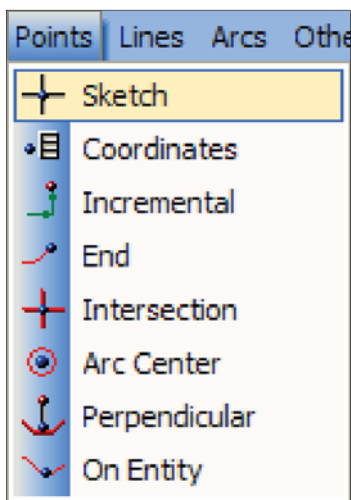 Points Lines Arcs Othe
Sketch
Coordinates
Incremental
End
Intersection
Arc Center
Perpendicular
On Entity